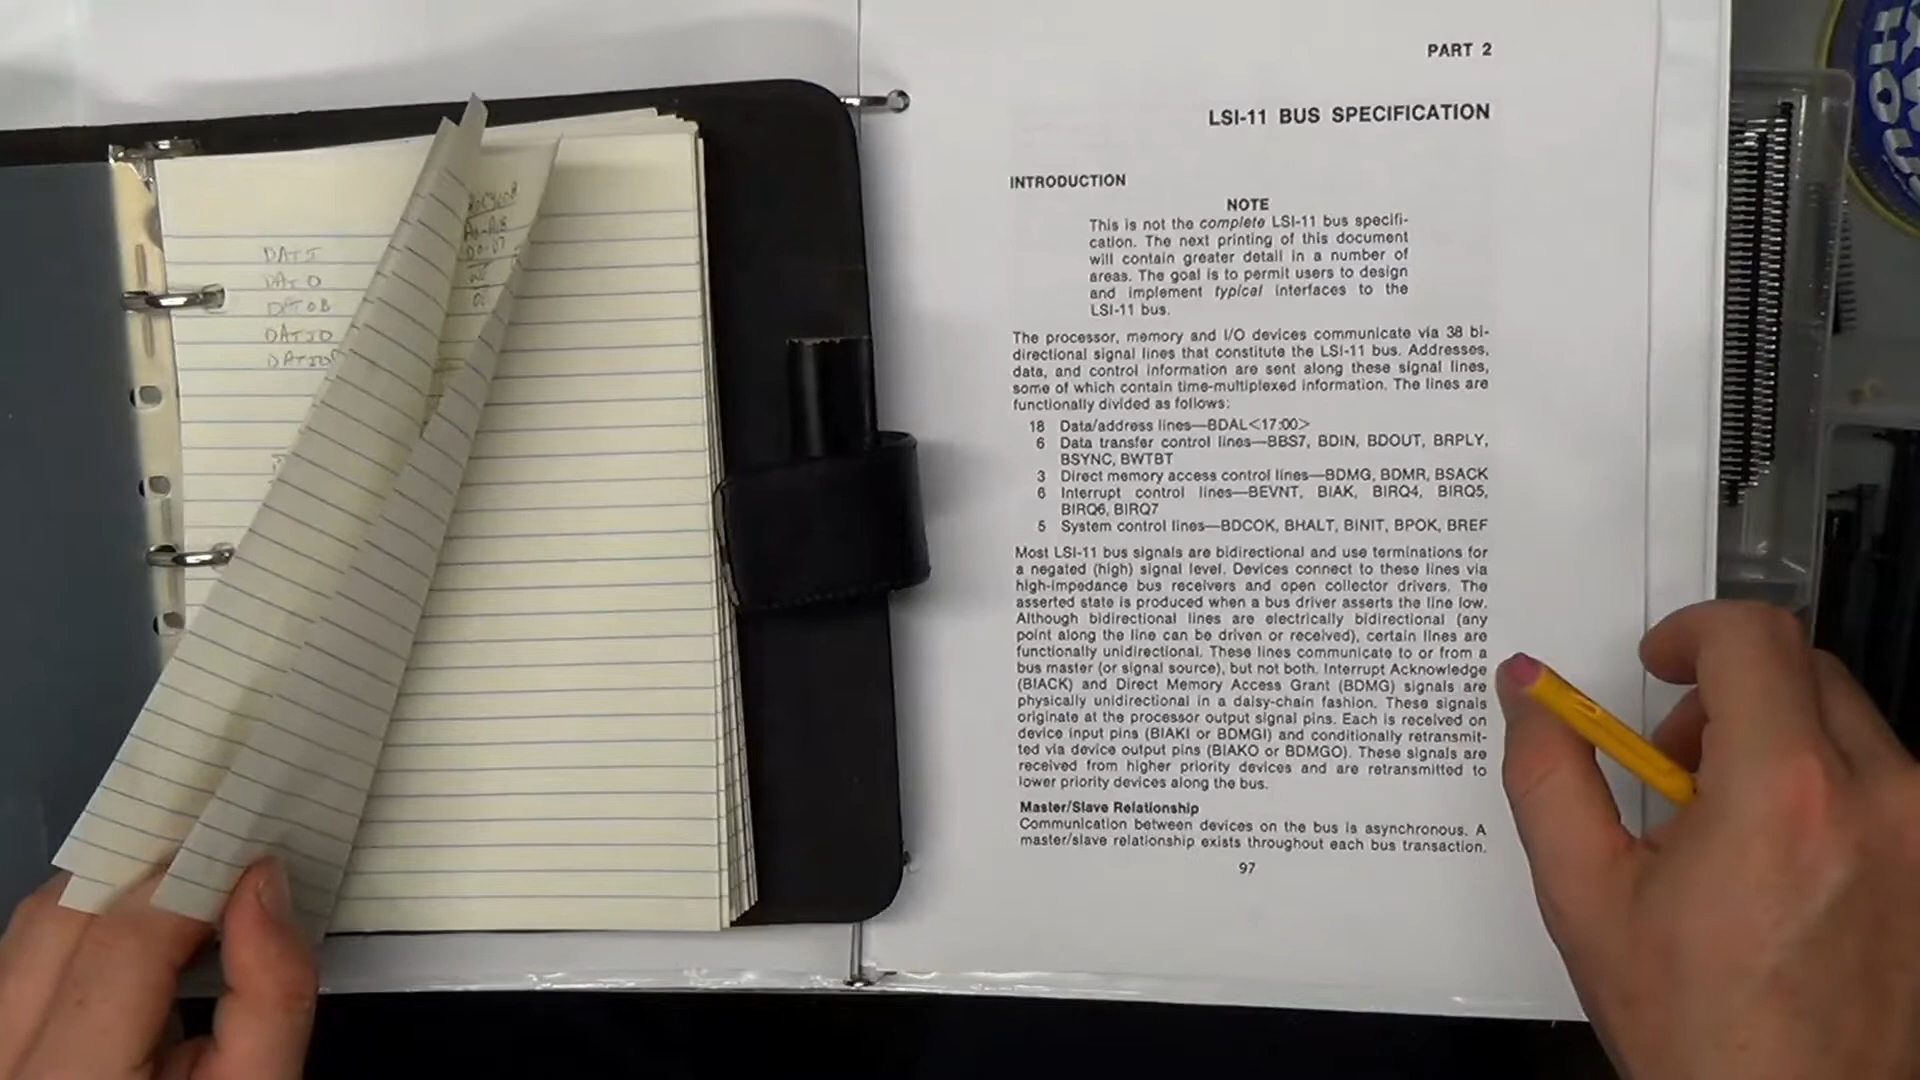 DATI
DATO
DATOB
DATIO
DATIO
A0-A15
D0-D7
PART 2
LSI-11 BUS SPECIFICATION
INTRODUCTION
NOTE
This is not the complete LSI-11 bus specifi-
cation. The next printing of this document
will contain greater detail in a number of
areas. The goal is to permit users to design
and implement typical interfaces to the
LSI-11 bus.
The processor, memory and I/O devices communicate via 38 bi-
directional signal lines that constitute the LSI-11 bus. Addresses,
data, and control information are sent along these signal lines,
some of which contain time-multiplexed information. The lines are
functionally divided as follows:
18 Data/address lines—BDAL<17:00>
6 Data transfer control lines—BBS7, BDIN, BDOUT, BRPLY,
BSYNC, BWTBT
3 Direct memory access control lines—BDMG, BDMR, BSACK
6 Interrupt control lines—BEVNT, BIAK, BIRQ4, BIRQ5,
BIRQ6, BIRQ7
5 System control lines—BDCOK, BHALT, BINIT, BPOK, BREF
Most LSI-11 bus signals are bidirectional and use terminations for
a negated (high) signal level. Devices connect to these lines via
high-impedance bus receivers and open collector drivers. The
asserted state is produced when a bus driver asserts the line low.
Although bidirectional lines are electrically bidirectional (any
point along the line can be driven or received), certain lines are
functionally unidirectional. These lines communicate to or from a
bus master (or signal source), but not both. Interrupt Acknowledge
(BIACK) and Direct Memory Access Grant (BDMG) signals are
physically unidirectional in a daisy-chain fashion. These signals
originate at the processor output signal pins. Each is received on
device input pins (BIAKI or BDMGI) and conditionally retransmit-
ted via device output pins (BIAKO or BDMGO). These signals are
received from higher priority devices and are retransmitted to
lower priority devices along the bus.
Master/Slave Relationship
Communication between devices on the bus is asynchronous. A
master/slave relationship exists throughout each bus transaction.
97